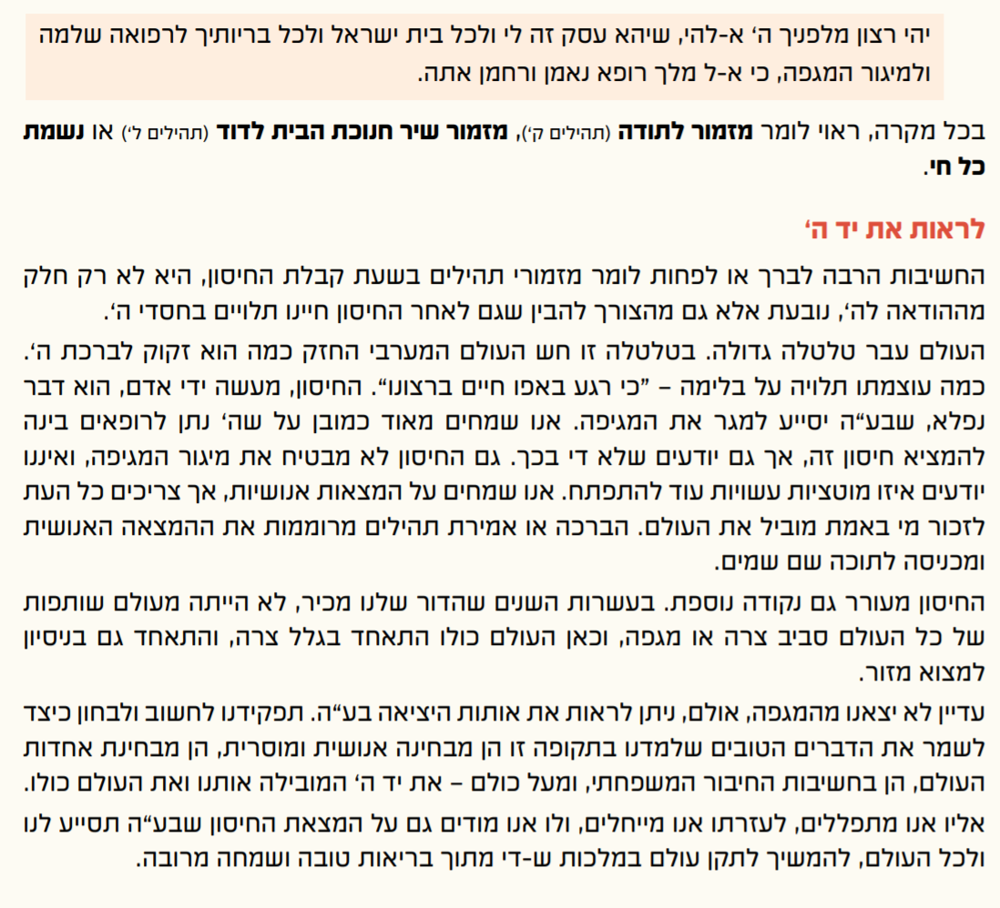 יהי רצון מלפניך ה' א-להי, שיהא עסק זה לי ולכל בית ישראל ולכל בריותיך לרפואה שלמה
ולמיגור המגפה, כי א-ל מלך רופא נאמן ורחמן אתה.
בכל מקרה, ראוי לומר מזמור לתודה (תהילים ק'), מזמור שיר חנוכת הבית לדוד (תהילים ל') או נשמת
כל חי.
לראות את יד ה'
החשיבות הרבה לברך או לפחות לומר מזמורי תהילים בשעת קבלת החיסון, היא לא רק חלק
מההודאה לה', נובעת אלא גם מהצורך להבין שגם לאחר החיסון חיינו תלויים בחסדי ה'.
העולם עבר טלטלה גדולה. בטלטלה זו חש העולם המערבי החזק כמה הוא זקוק לברכת ה'.
כמה עוצמתו תלויה על בלימה – "כי רגע באפו חיים ברצונו". החיסון, מעשה ידי אדם, הוא דבר
נפלא, שבע"ה יסייע למגר את המגיפה. אנו שמחים מאוד כמובן על שה' נתן לרופאים בינה
להמציא חיסון זה, אך גם יודעים שלא די בכך. גם החיסון לא מבטיח את מיגור המגיפה, ואיננו
יודעים איזו מוטציות עשויות עוד להתפתח. אנו שמחים על המצאות אנושיות, אך צריכים כל העת
לזכור מי באמת מוביל את העולם. הברכה או אמירת תהילים מרוממות את ההמצאה האנושית
ומכניסה לתוכה שם שמים.
החיסון מעורר גם נקודה נוספת. בעשרות השנים שהדור שלנו מכיר, לא הייתה מעולם שותפות
של כל העולם סביב צרה או מגפה, וכאן העולם כולו התאחד בגלל צרה, והתאחד גם בניסיון
למצוא מזור.
עדיין לא יצאנו מהמגפה, אולם, ניתן לראות את אותות היציאה בע"ה. תפקידנו לחשוב ולבחון כיצד
לשמר את הדברים הטובים שלמדנו בתקופה זו הן מבחינה אנושית ומוסרית, הן מבחינת אחדות
העולם, הן בחשיבות החיבור המשפחתי, ומעל כולם – את יד ה' המובילה אותנו ואת העולם כולו.
אליו אנו מתפללים, לעזרתו אנו מייחלים, ולו אנו מודים גם על המצאת החיסון שבע"ה תסייע לנו
ולכל העולם, להמשיך לתקן עולם במלכות ש-די מתוך בריאות טובה ושמחה מרובה.